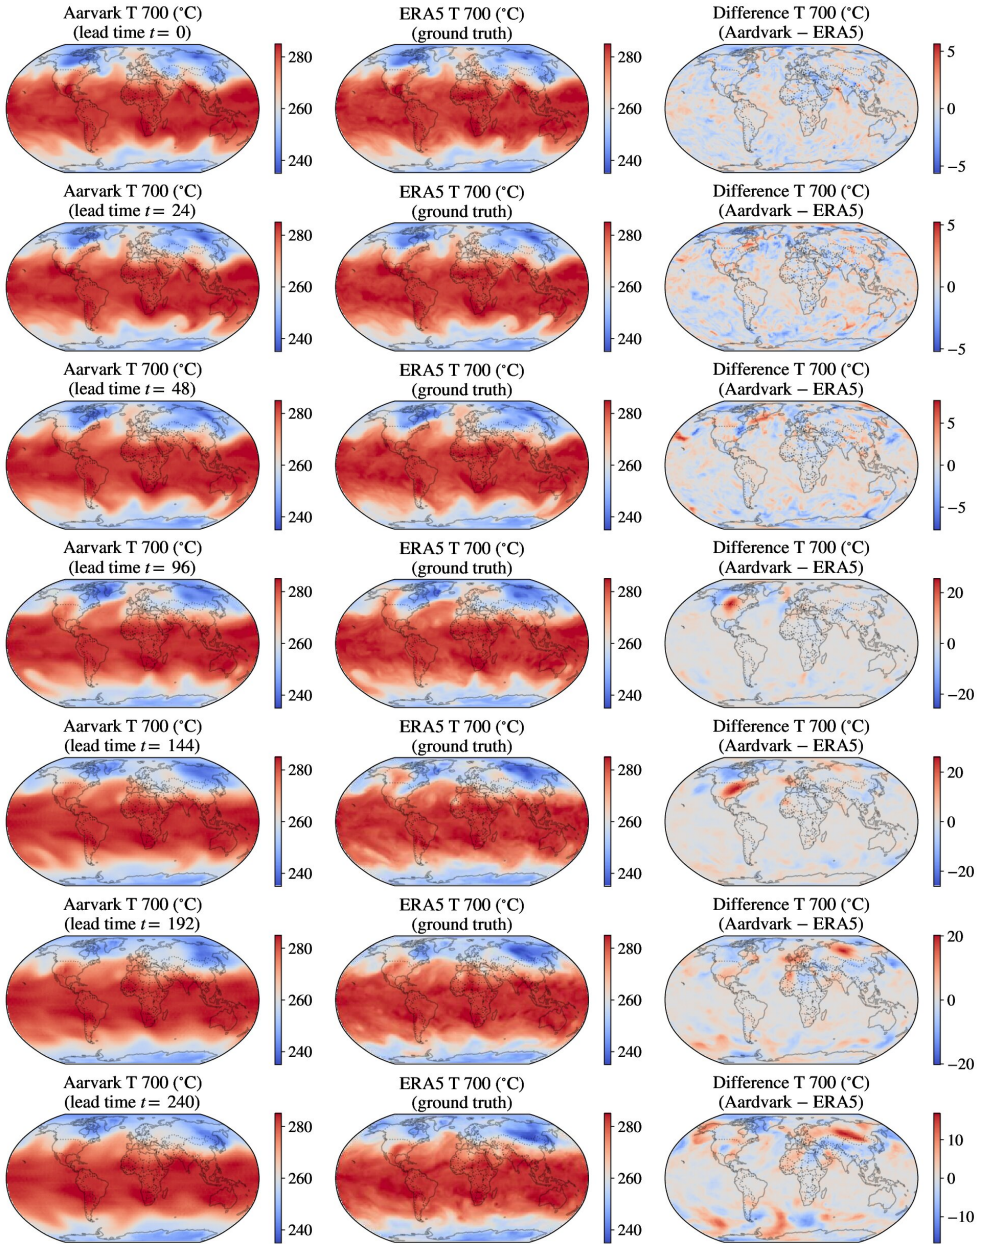 Aarvark T 700 (°C)
(lead time t = 0)
ERA5 T 700 (°C)
(ground truth)
Difference T 700 (°C)
(Aardvark − ERA5)
280
260
240
280
260
240
5
0
−5
Aarvark T 700 (°C)
(lead time t = 24)
ERA5 T 700 (°C)
(ground truth)
Difference T 700 (°C)
(Aardvark − ERA5)
280
260
240
280
260
240
5
0
−5
Aarvark T 700 (°C)
(lead time t = 48)
ERA5 T 700 (°C)
(ground truth)
Difference T 700 (°C)
(Aardvark − ERA5)
280
260
240
280
260
240
5
0
−5
Aarvark T 700 (°C)
(lead time t = 96)
ERA5 T 700 (°C)
(ground truth)
Difference T 700 (°C)
(Aardvark − ERA5)
280
260
240
280
260
240
20
0
−20
Aarvark T 700 (°C)
(lead time t = 144)
ERA5 T 700 (°C)
(ground truth)
Difference T 700 (°C)
(Aardvark − ERA5)
280
260
240
280
260
240
20
0
−20
Aarvark T 700 (°C)
(lead time t = 192)
ERA5 T 700 (°C)
(ground truth)
Difference T 700 (°C)
(Aardvark − ERA5)
280
260
240
280
260
240
20
0
−20
Aarvark T 700 (°C)
(lead time t = 240)
ERA5 T 700 (°C)
(ground truth)
Difference T 700 (°C)
(Aardvark − ERA5)
280
260
240
280
260
240
10
0
−10